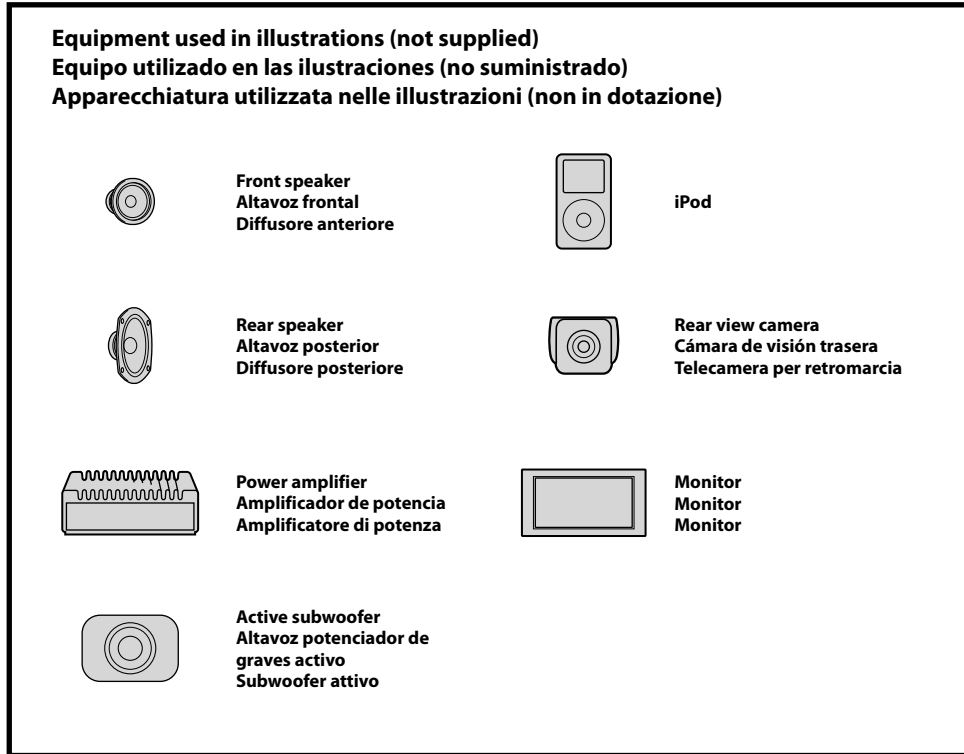 Equipment used in illustrations (not supplied)
Equipo utilizado en las ilustraciones (no suministrado)
Apparecchiatura utilizzata nelle illustrazioni (non in dotazione)
Front speaker
Altavoz frontal
Diffusore anteriore
iPod
Rear speaker
Altavoz posterior
Diffusore posteriore
Rear view camera
Cámara de visión trasera
Telecamera per retromarcia
Power amplifier
Amplificador de potencia
Amplificatore di potenza
Monitor
Monitor
Monitor
Active subwoofer
Altavoz potenciador de
graves activo
Subwoofer attivo